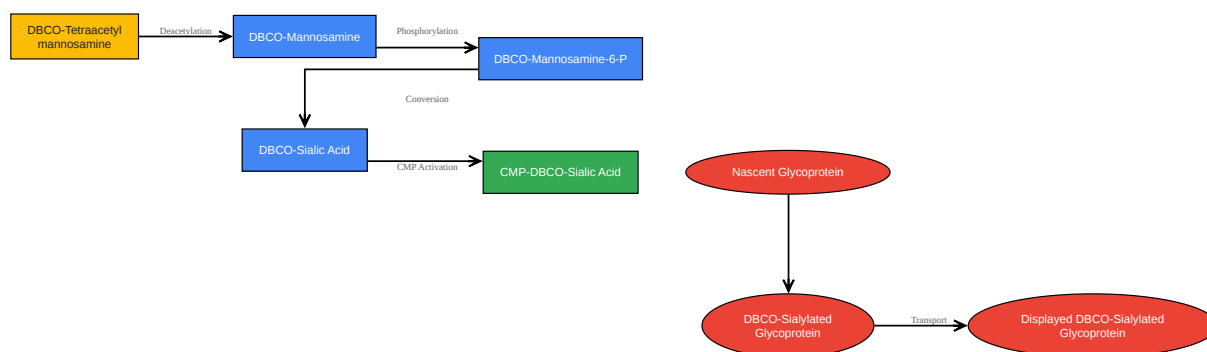 DBCO-Tetraacetyl
mannosamine
Deacetylation
DBCO-Mannosamine
Phosphorylation
DBCO-Mannosamine-6-P
Conversion
DBCO-Sialic Acid
CMP Activation
CMP-DBCO-Sialic Acid
Nascent Glycoprotein
DBCO-Sialylated
Glycoprotein
Transport
Displayed DBCO-Sialylated
Glycoprotein